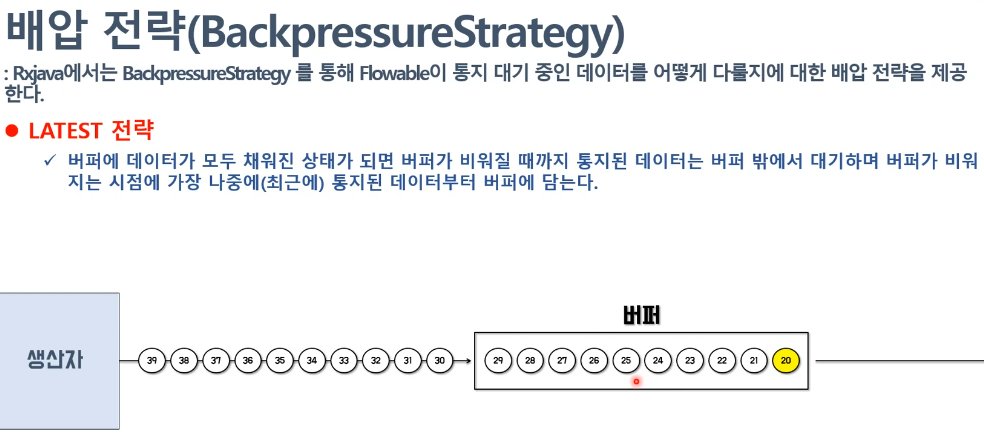 배압 전략(BackpressureStrategy)
: Rxjava에서는 BackpressureStrategy 를 통해 Flowable이 통지 대기 중인 데이터를 어떻게 다룰지에 대한 배압 전략을 제공
한다.
● LATEST 전략
✓ 버퍼에 데이터가 모두 채워진 상태가 되면 버퍼가 비워질 때까지 통지된 데이터는 버퍼 밖에서 대기하며 버퍼가 비워
지는 시점에 가장 나중에(최근에) 통지된 데이터부터 버퍼에 담는다.
버퍼
생산자 39 38 37 36 35 34 33 32 31 30 29 28 27 26 25 24 23 22 21 20